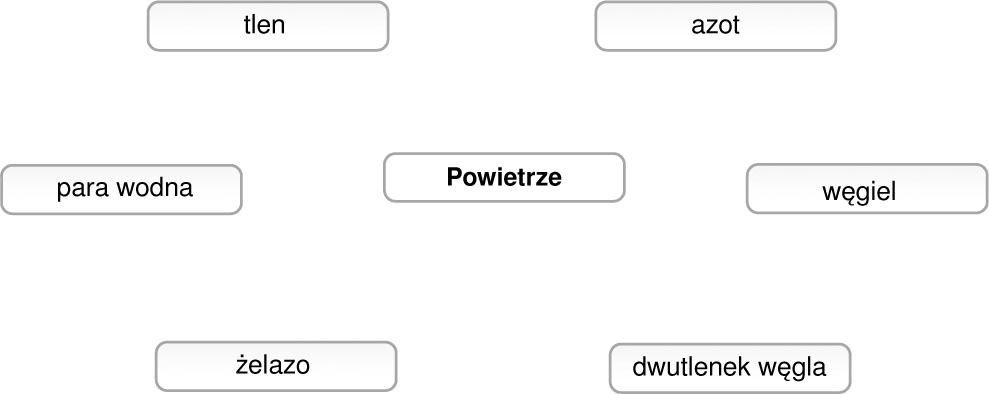 tlen
azot
para wodna
Powietrze
węgiel
żelazo
dwutlenek węgla